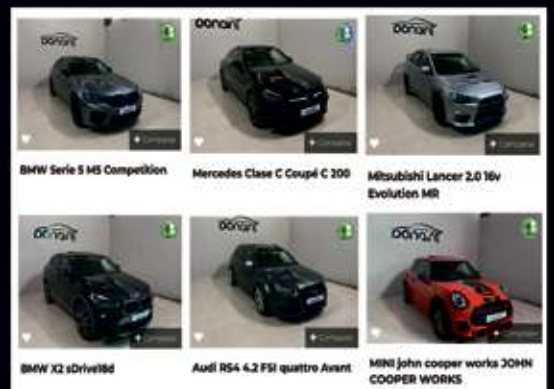 BMW Serie 5 M5 Competition
Mercedes Clase C Coupé C 200
Mitsubishi Lancer 2.0 16v
Evolution MR
BMW X2 sDrive18d
Audi RS4 4.2 FSI quattro Avant
MINI john cooper works JOHN
COOPER WORKS